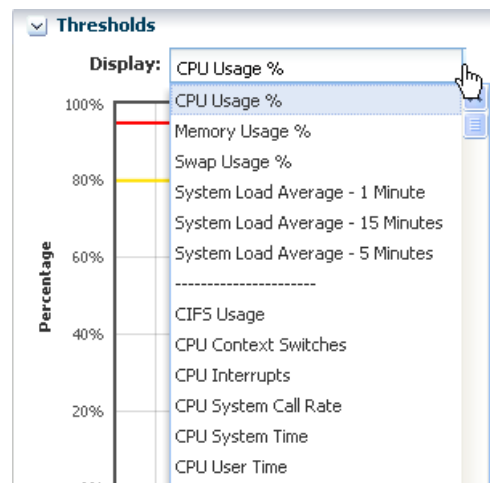 Thresholds
Display: CPU Usage %
CPU Usage %
Memory Usage %
Swap Usage %
System Load Average - 1 Minute
System Load Average - 15 Minutes
System Load Average - 5 Minutes
----------------------
CIFS Usage
CPU Context Switches
CPU Interrupts
CPU System Call Rate
CPU System Time
CPU User Time
100%
80%
60%
40%
20%
Percentage